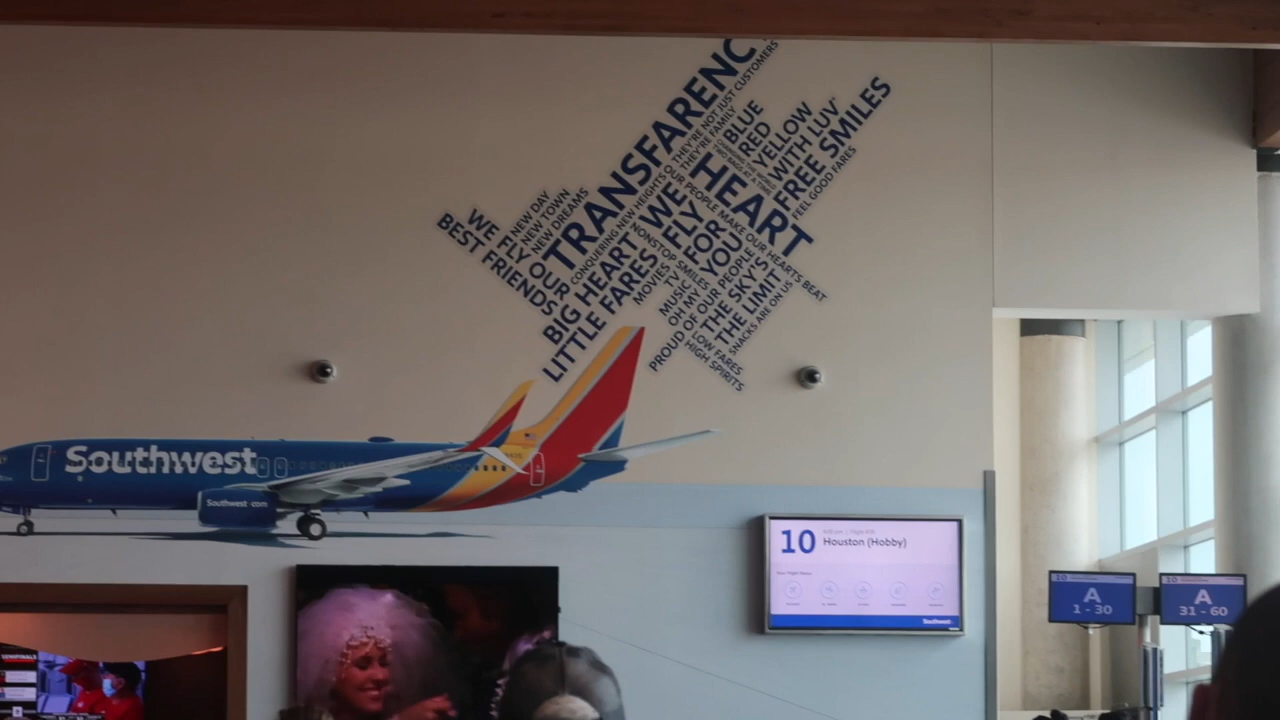 TRANSFARENC
THEY'RE NOT JUST CUSTOMERS
THEY'RE FAMILY
BLUE
RED
YELLOW
WITH LUV
FREE SMILES
FEEL GOOD FARES
HEART
NEW DAY
NEW TOWN
NEW DREAMS
WE FLY OUR
BEST FRIENDS
CONQUERING NEW HEIGHTS
BIG HEART
LITTLE FARES
WE
FLY
FOR
YOU
OUR PEOPLE MAKE OUR HEARTS BEAT
NONSTOP SMILES
MOVIES
TV
MUSIC
OH MY
PROUD OF OUR PEOPLE
THE SKY'S
THE LIMIT
SNACKS ARE ON US
LOW FARES
HIGH SPIRITS
Southwest
Southwest.com
10
Houston (Hobby)
Southwest
10
A
1 - 30
10
A
31 - 60